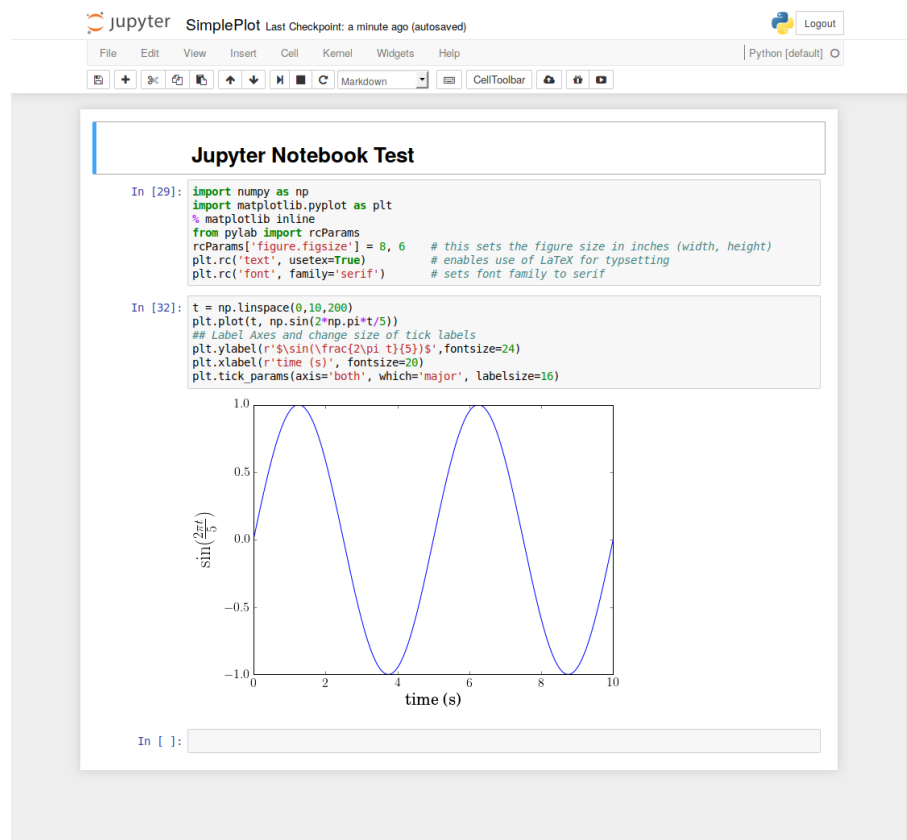 jupyter SimplePlot Last Checkpoint: a minute ago (autosaved) Logout
File Edit View Insert Cell Kernel Widgets Help Python [default]
Markdown CellToolbar
Jupyter Notebook Test
In [29]: import numpy as np
import matplotlib.pyplot as plt
% matplotlib inline
from pylab import rcParams
rcParams['figure.figsize'] = 8, 6 # this sets the figure size in inches (width, height)
plt.rc('text', usetex=True) # enables use of LaTeX for typsetting
plt.rc('font', family='serif') # sets font family to serif
In [32]: t = np.linspace(0,10,200)
plt.plot(t, np.sin(2*np.pi*t/5))
## Label Axes and change size of tick labels
plt.ylabel(r'$\sin(\frac{2\pi t}{5})$',fontsize=24)
plt.xlabel(r'time (s)', fontsize=20)
plt.tick_params(axis='both', which='major', labelsize=16)
1.0
0.5
0.0
−0.5
−1.0
sin(2πt/5)
0 2 4 6 8 10
time (s)
In [ ]: